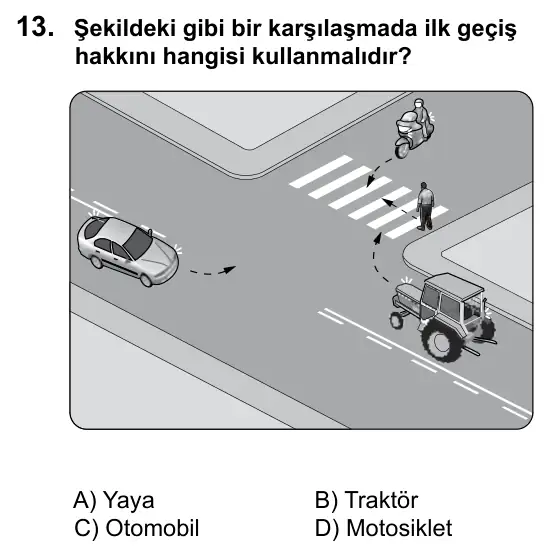 13. Şekildeki gibi bir karşılaşmada ilk geçiş
hakkını hangisi kullanmalıdır?
A) Yaya
B) Traktör
C) Otomobil
D) Motosiklet